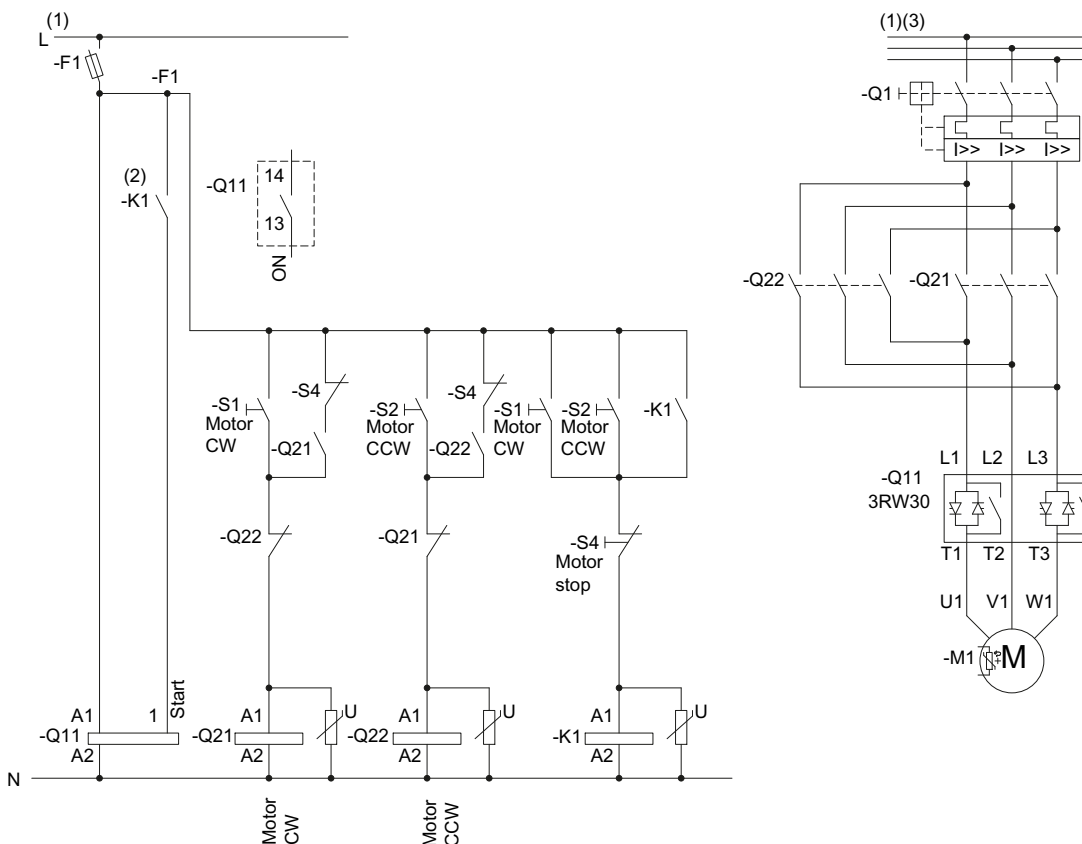 (1)
L
-F1
-F1
(2)
-K1
-Q11
14
13
ON
-S1
Motor
CW
-S4
-Q21
-S2
Motor
CCW
-S4
-Q22
-S1
Motor
CW
-S2
Motor
CCW
-K1
-Q22
-Q21
-S4
Motor
stop
Start
A1
1
-Q11
A2
A1
-Q21
A2
U
A1
-Q22
A2
U
A1
-K1
A2
U
N
Motor
CW
Motor
CCW
(1)(3)
-Q1
I>>
I>>
I>>
-Q22
-Q21
L1
L2
L3
-Q11
3RW30
T1
T2
T3
U1
V1
W1
-M1
M